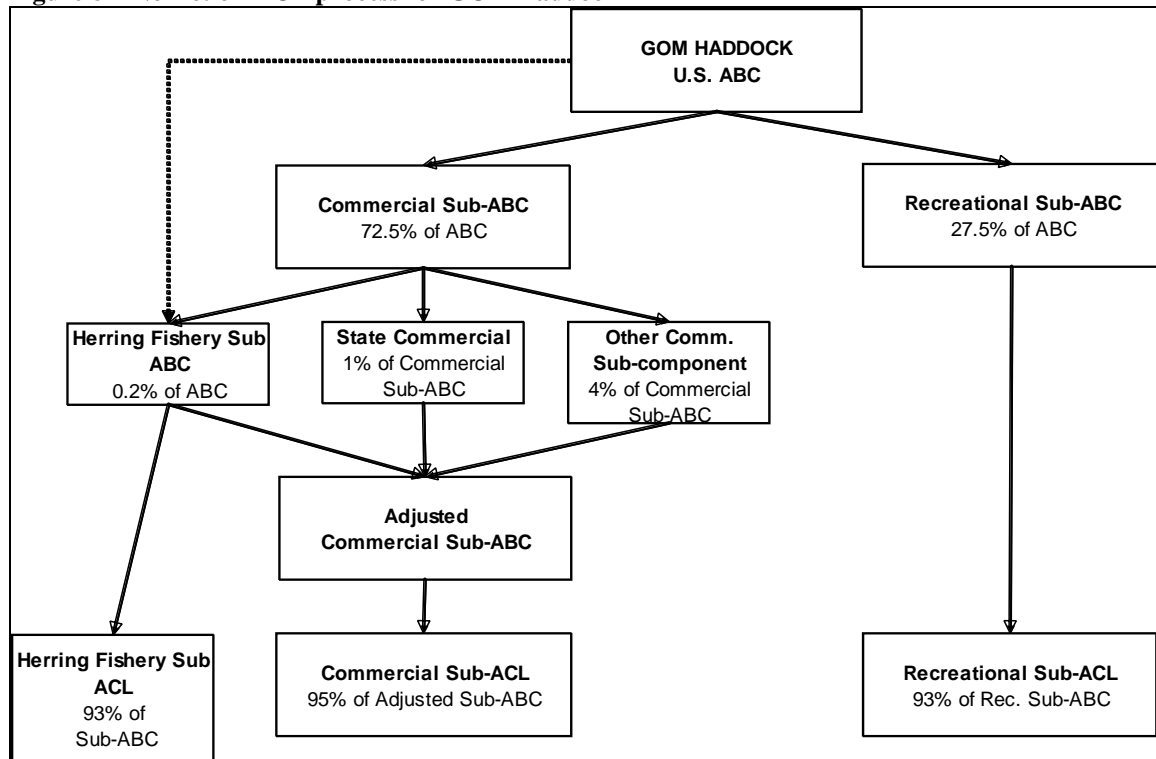 GOM HADDOCK
U.S. ABC
Commercial Sub-ABC
72.5% of ABC
Recreational Sub-ABC
27.5% of ABC
Herring Fishery Sub
ABC
0.2% of ABC
State Commercial
1% of Commercial
Sub-ABC
Other Comm.
Sub-component
4% of Commercial
Sub-ABC
Adjusted
Commercial Sub-ABC
Herring Fishery Sub
ACL
93% of
Sub-ABC
Commercial Sub-ACL
95% of Adjusted Sub-ABC
Recreational Sub-ACL
93% of Rec. Sub-ABC